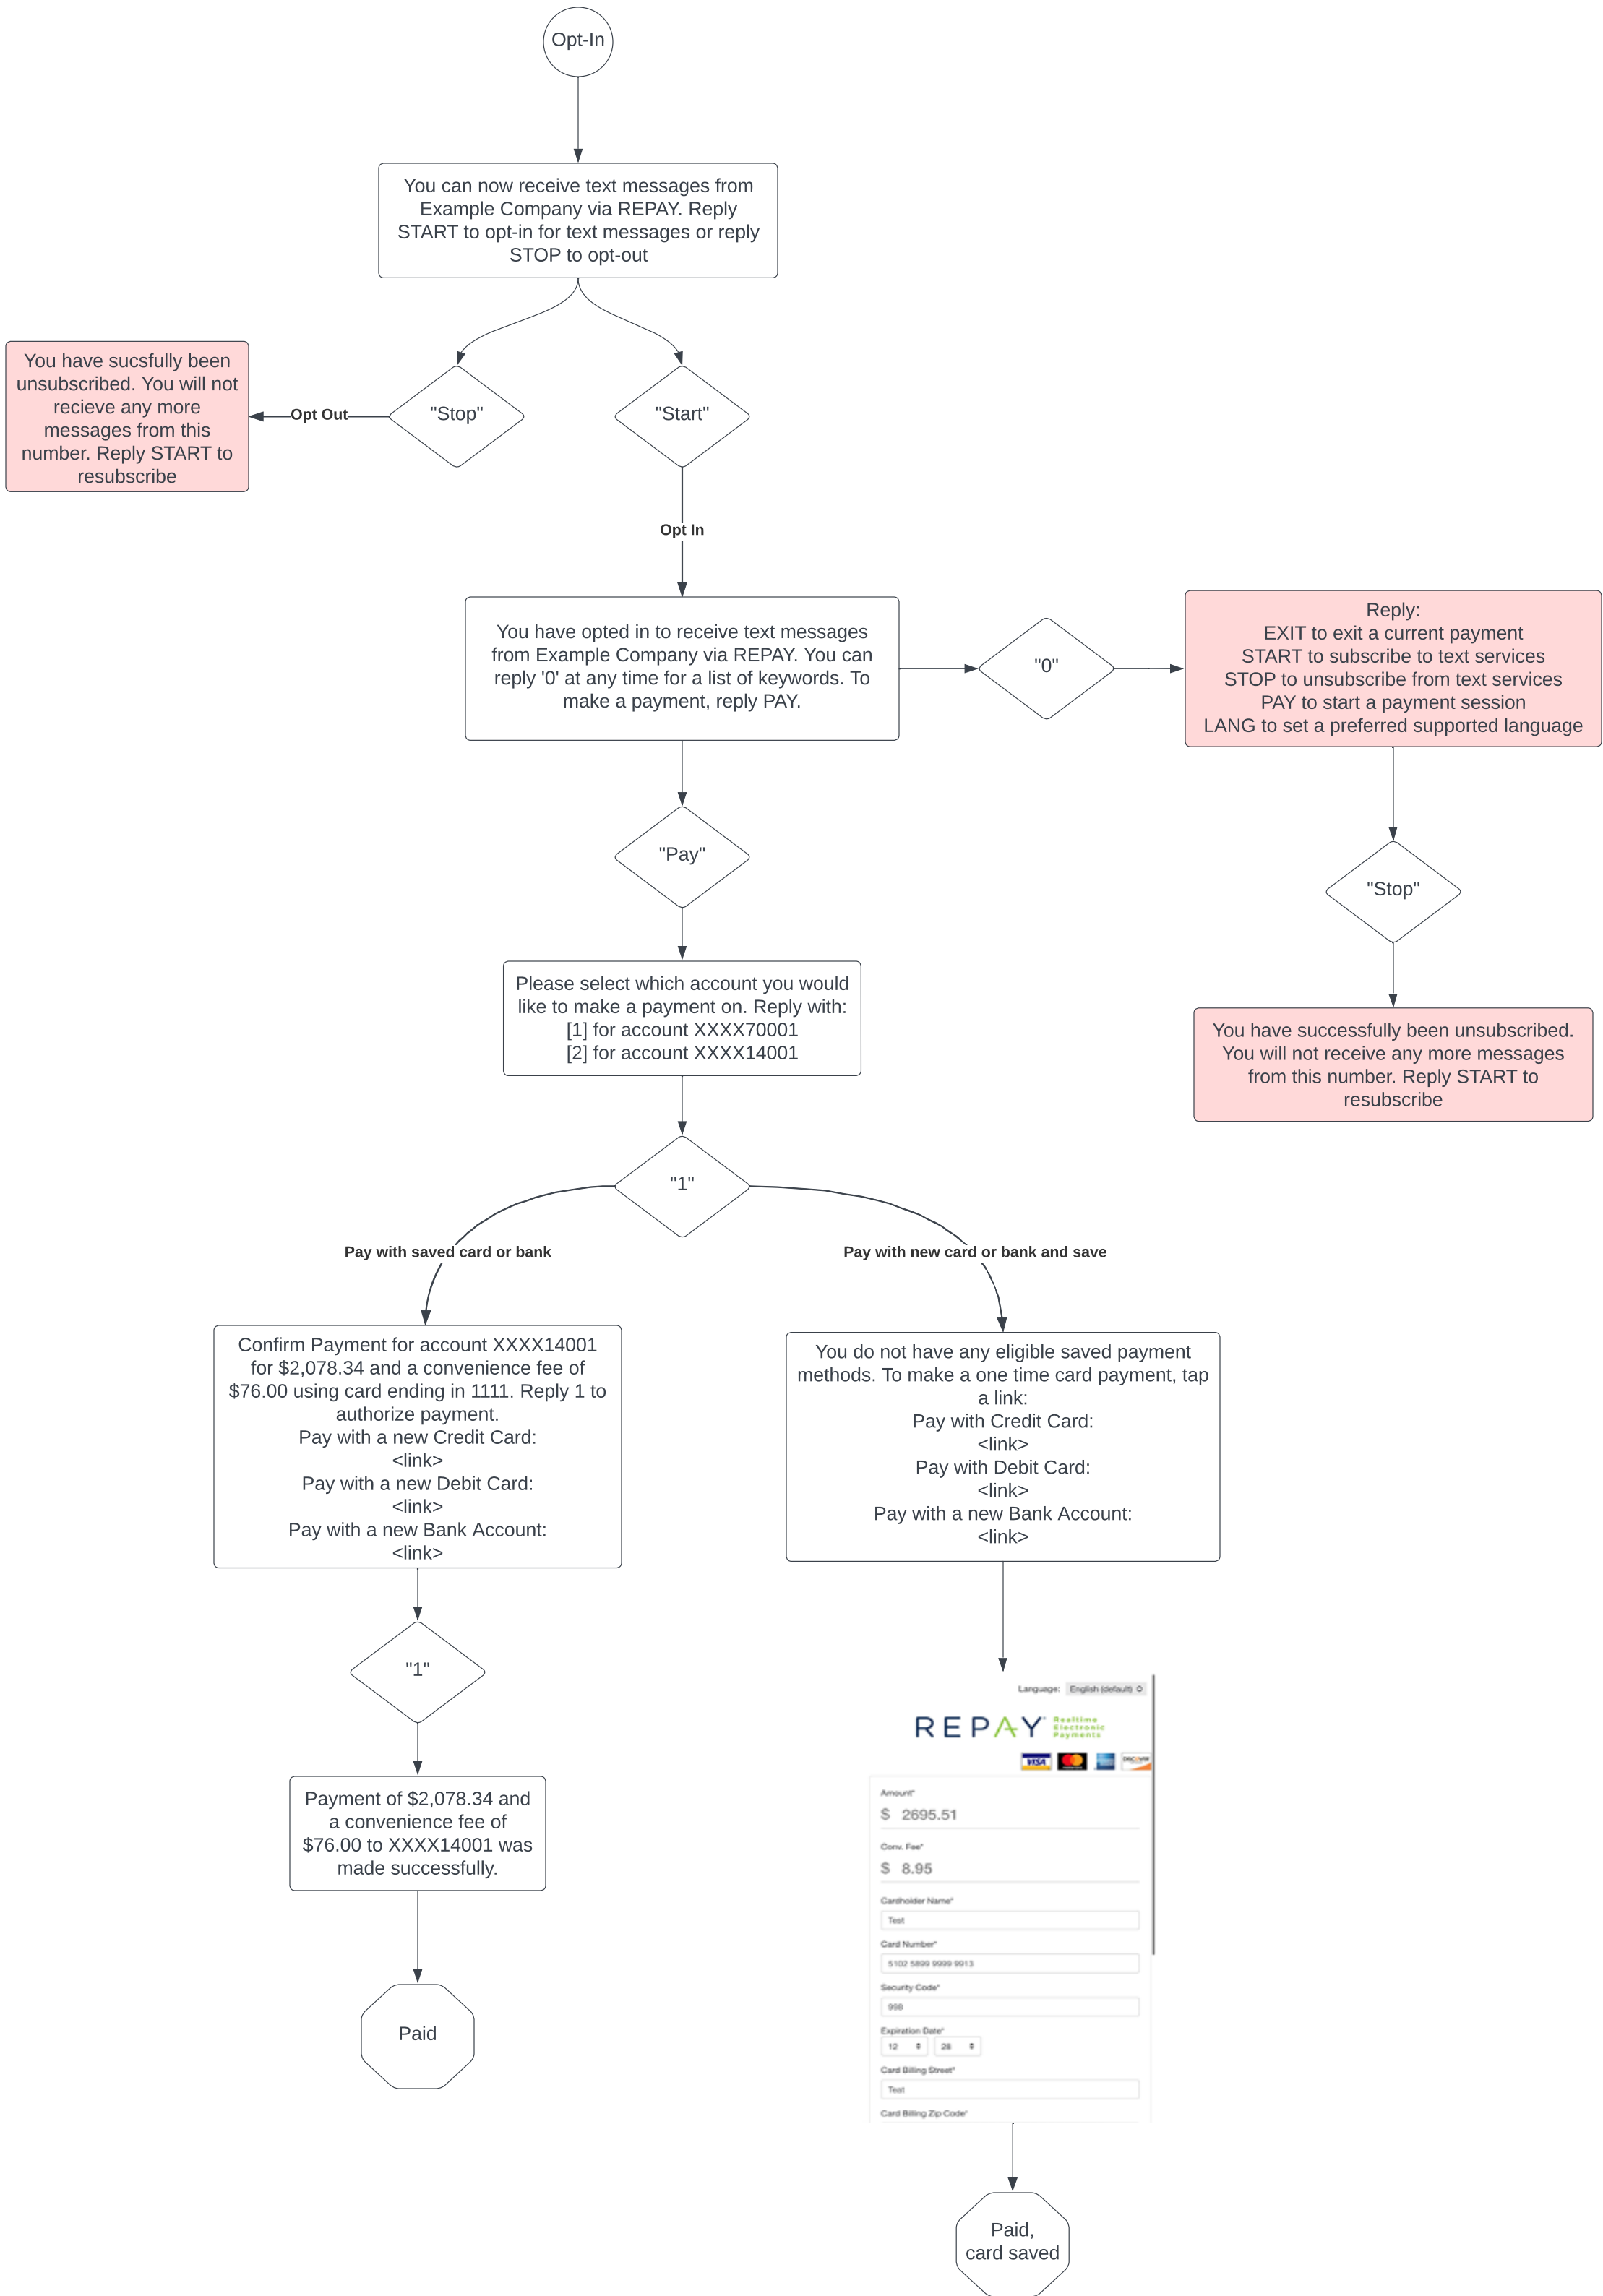 Opt-In
You can now receive text messages from
Example Company via REPAY. Reply
START to opt-in for text messages or reply
STOP to opt-out
You have sucsfully been
unsubscribed. You will not
recieve any more
messages from this
number. Reply START to
resubscribe
Opt Out
"Stop"
"Start"
Opt In
You have opted in to receive text messages
from Example Company via REPAY. You can
reply '0' at any time for a list of keywords. To
make a payment, reply PAY.
"0"
Reply:
EXIT to exit a current payment
START to subscribe to text services
STOP to unsubscribe from text services
PAY to start a payment session
LANG to set a preferred supported language
"Pay"
"Stop"
Please select which account you would
like to make a payment on. Reply with:
[1] for account XXXX70001
[2] for account XXXX14001
You have successfully been unsubscribed.
You will not receive any more messages
from this number. Reply START to
resubscribe
"1"
Pay with saved card or bank
Pay with new card or bank and save
Confirm Payment for account XXXX14001
for $2,078.34 and a convenience fee of
$76.00 using card ending in 1111. Reply 1 to
authorize payment.
Pay with a new Credit Card:
<link>
Pay with a new Debit Card:
<link>
Pay with a new Bank Account:
<link>
You do not have any eligible saved payment
methods. To make a one time card payment, tap
a link:
Pay with Credit Card:
<link>
Pay with Debit Card:
<link>
Pay with a new Bank Account:
<link>
"1"
Payment of $2,078.34 and
a convenience fee of
$76.00 to XXXX14001 was
made successfully.
Paid
Language: English (default)
REPAY Realtime
Electronic
Payments
VISA DISCOVER
Amount*
$ 2695.51
Conv. Fee*
$ 8.95
Cardholder Name*
Test
Card Number*
5102 5899 9999 9913
Security Code*
998
Expiration Date*
12 28
Card Billing Street*
Test
Card Billing Zip Code*
Paid,
card saved